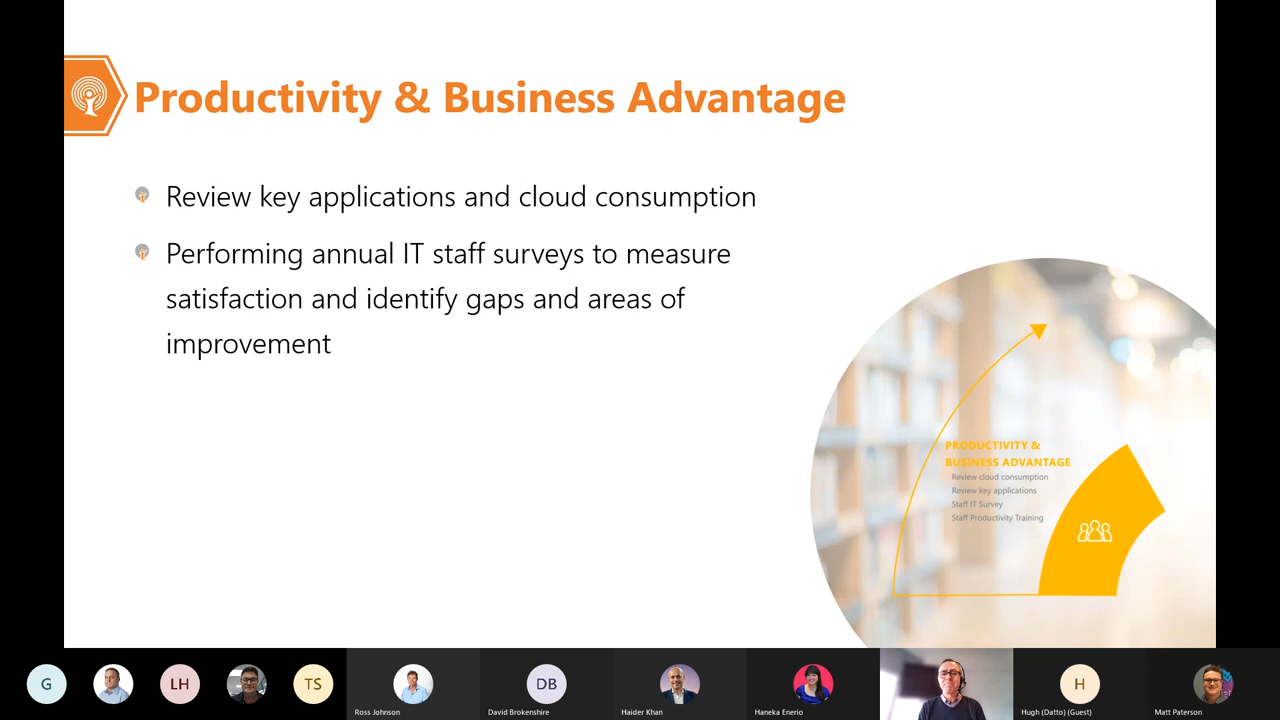 Productivity & Business Advantage
Review key applications and cloud consumption
Performing annual IT staff surveys to measure
satisfaction and identify gaps and areas of
improvement
PRODUCTIVITY &
BUSINESS ADVANTAGE
Review cloud consumption
Review key applications
Staff IT Survey
Staff Productivity Training
G
LH
TS
Ross Johnson
DB
David Brokenshire
Haider Khan
Haneka Enerio
H
Hugh (Datto) (Guest)
Matt Paterson